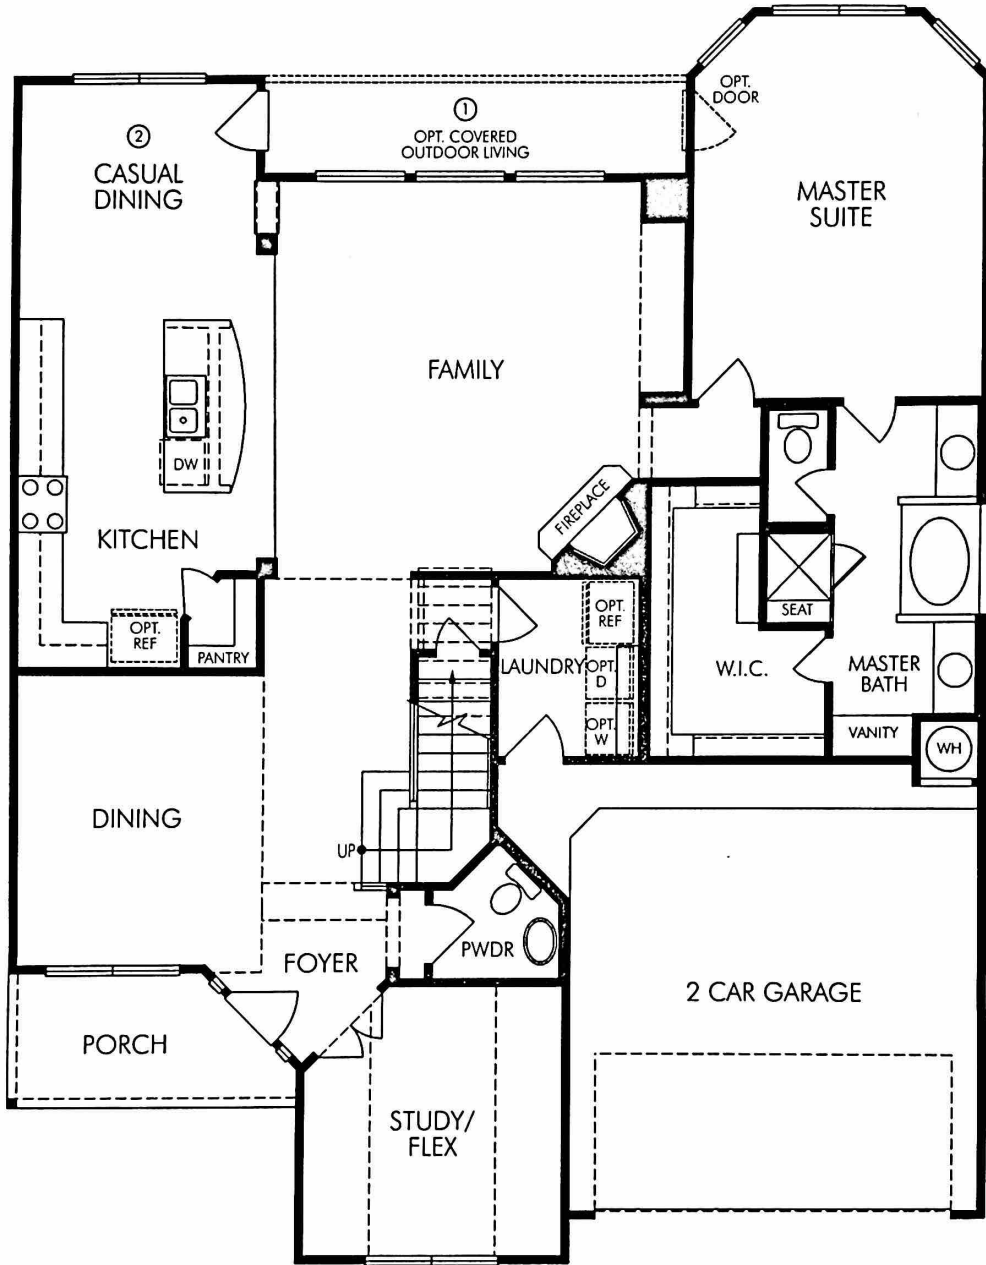 ①
OPT. COVERED
OUTDOOR LIVING
OPT.
DOOR
②
CASUAL
DINING
MASTER
SUITE
FAMILY
DW
FIREPLACE
KITCHEN
OPT.
REF
PANTRY
OPT.
REF
LAUNDRY
OPT.
D
OPT.
W
SEAT
W.I.C.
MASTER
BATH
VANITY
WH
DINING
UP
PWDR
FOYER
2 CAR GARAGE
PORCH
STUDY/
FLEX